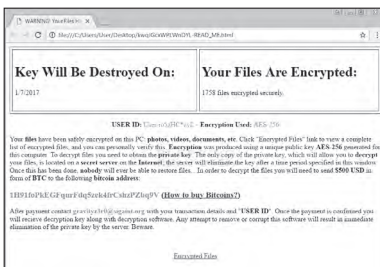 WARNING! YourFiles
file:///C:/Users/User/Desktop/
READ_ME.html
Key Will Be Destroyed On:
1/7/2017
Your Files Are Encrypted:
1758 files encrypted securely.
USER ID: Encryption Used: AES-256
Your files have been safely encrypted on this PC: photos, videos, documents, etc. Click "Encrypted Files" link to view a complete
list of encrypted files, and you can personally verify this. Encryption was produced using a unique public key AES-256 generated for
this computer. To decrypt files you need to obtain the private key. The only copy of the private key, which will allow you to decrypt
your files, is located on a secret server on the Internet; the server will eliminate the key after a time period specified in this window.
Once this has been done, nobody will ever be able to restore files... In order to decrypt the files you will need to send $500 USD in
form of BTC to the following bitcoin address:
(How to buy Bitcoins?)
After payment contact with your transaction details and "USER ID". Once the payment is confirmed you
will recieve decryption key along with decryption software. Any attempt to remove or corrupt this software will result in immediate
elimination of the private key by the server. Beware.
Encrypted Files